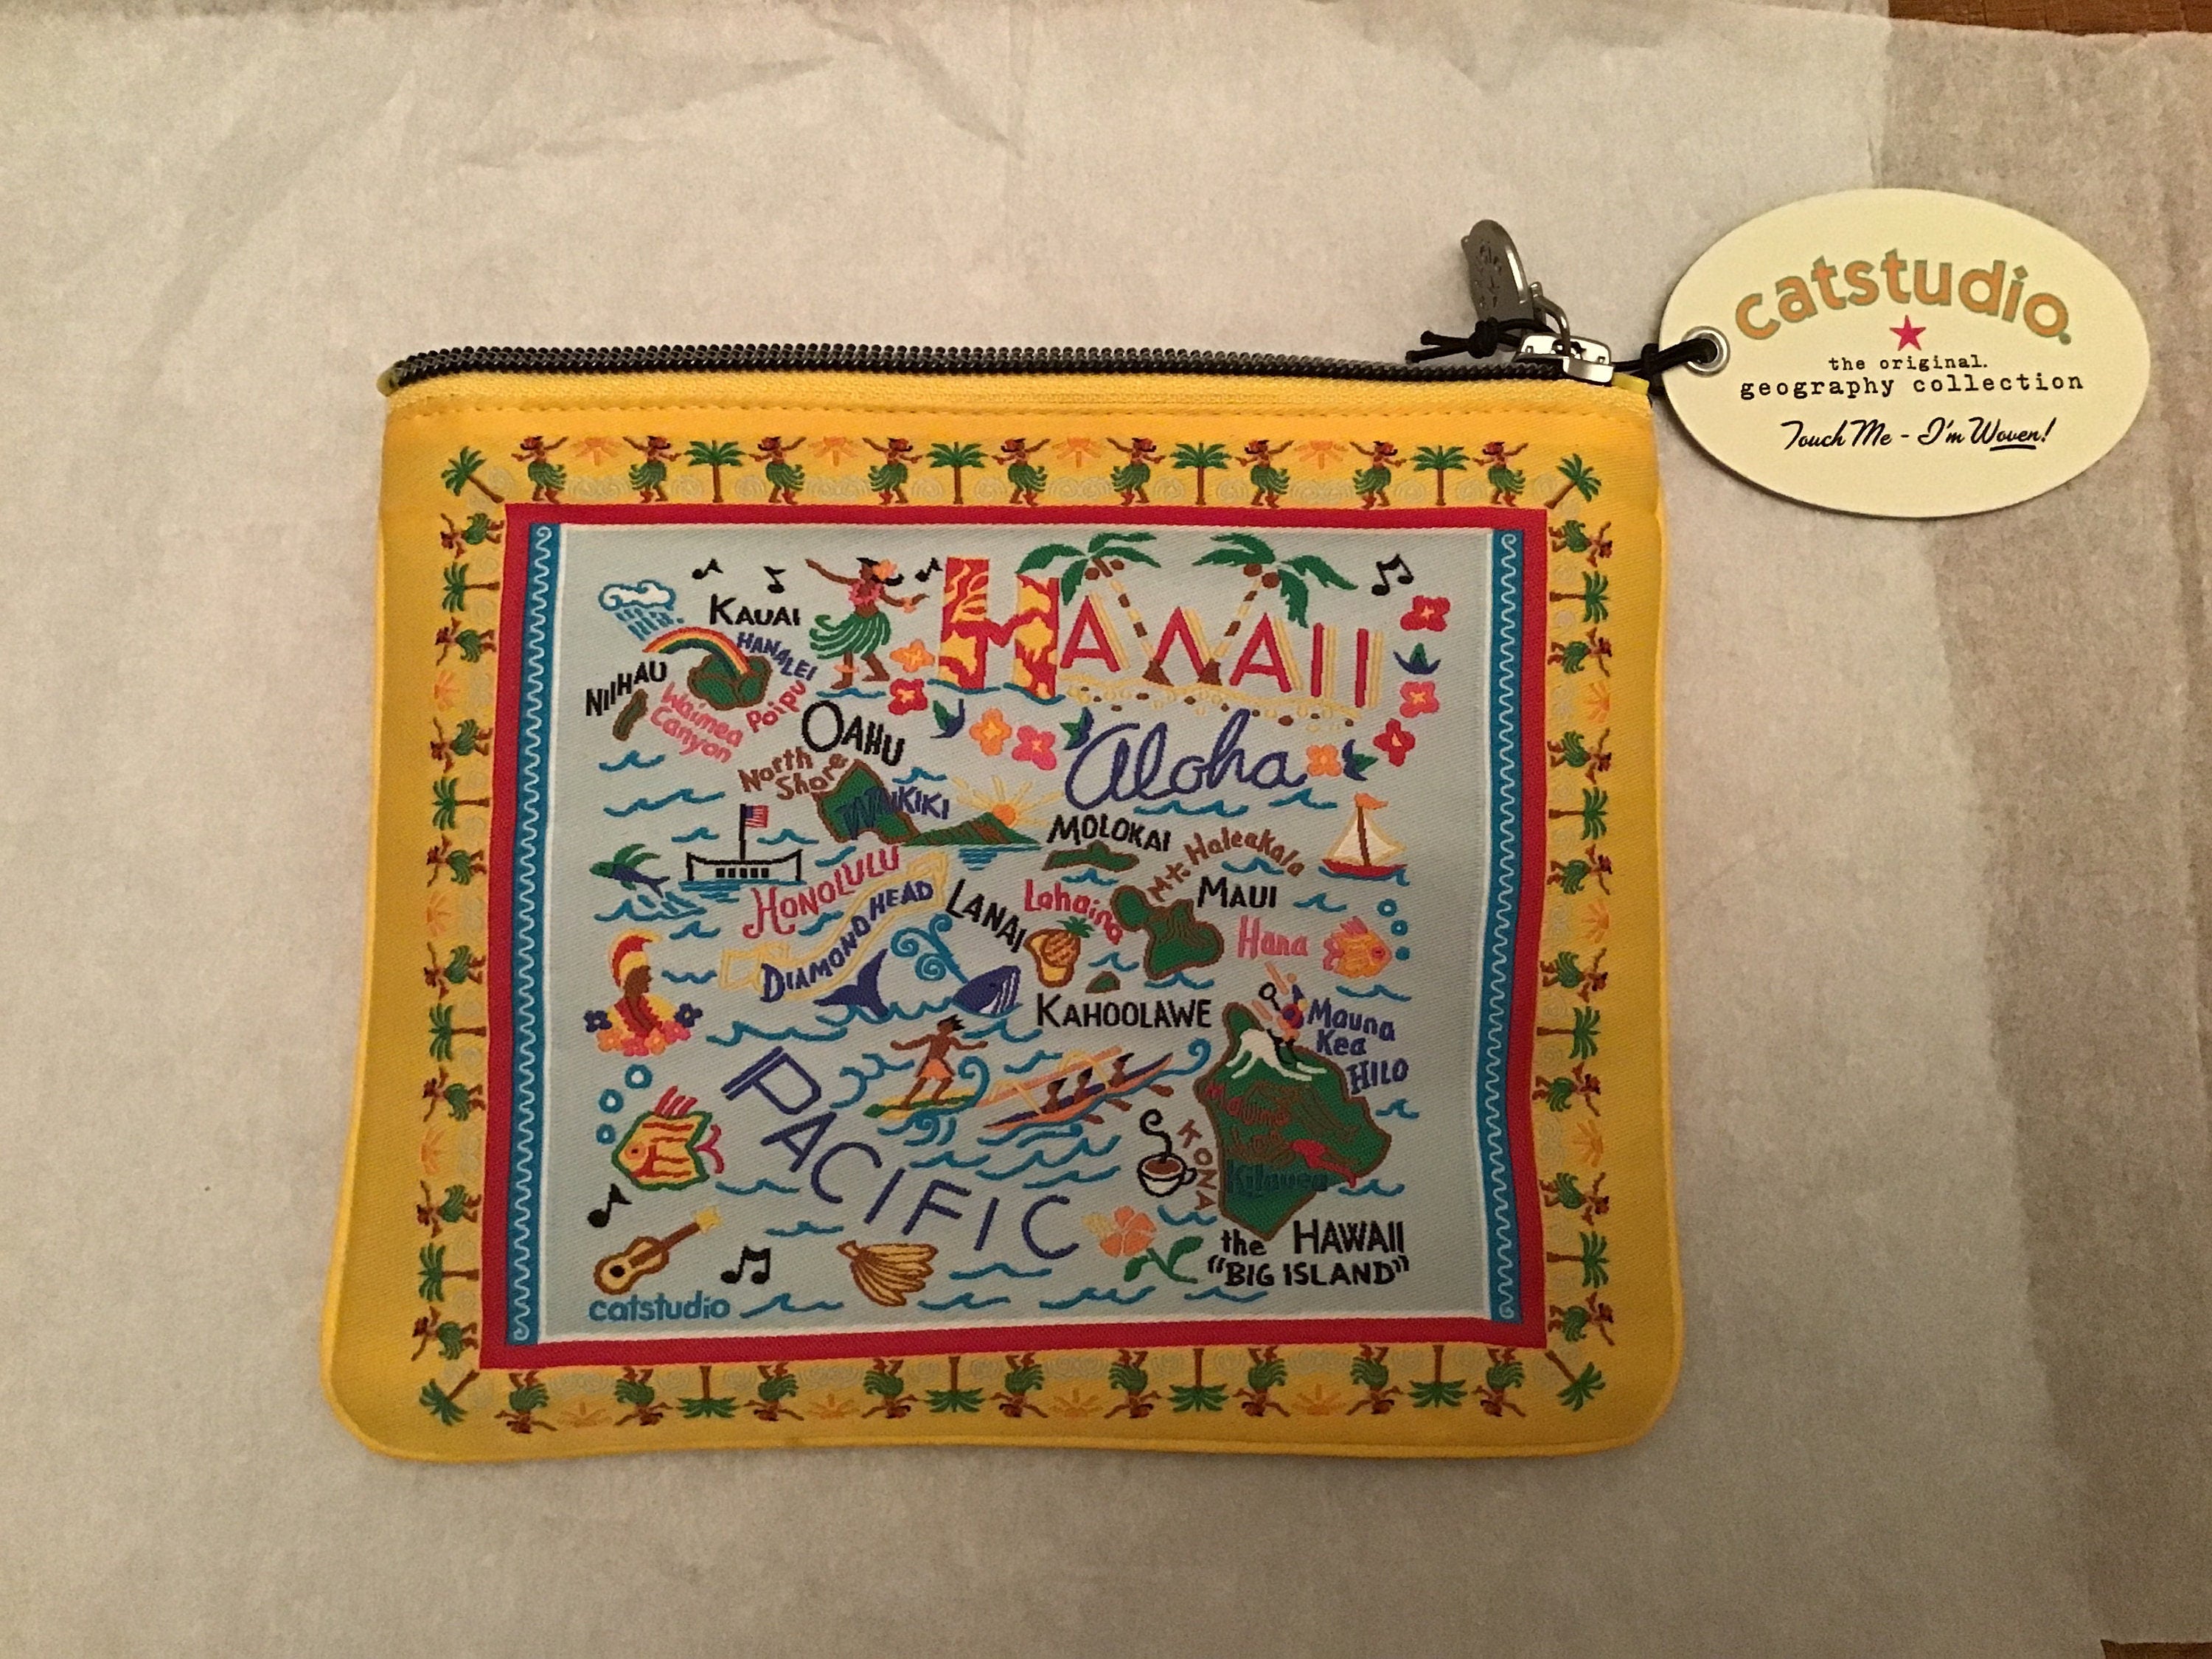 catstudio
the original.
geography collection
Touch Me - I'm Woven!
HAWAII
Aloha
KAUAI
HANALEI
NIIHAU
Waimea
Canyon
Poipu
OAHU
North
Shore
WAIKIKI
HONOLULU
DIAMOND HEAD
MOLOKAI
Mt. Haleakala
LANAI
Lahaina
MAUI
Hana
KAHOOLAWE
Mauna
Kea
HILO
Mauna
Loa
Kilauea
KONA
PACIFIC
the HAWAII
"BIG ISLAND"
catstudio